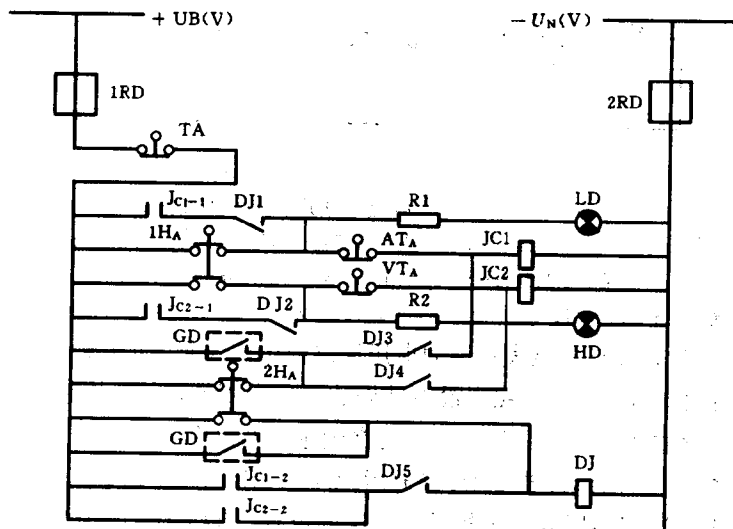 + UB(V)
− UN(V)
1RD
2RD
TA
JC1-1
DJ1
R1
LD
1HA
ATA
JC1
VTA
JC2
JC2-1
DJ2
R2
GD
DJ3
HD
2HA
DJ4
GD
JC1-2
DJ5
DJ
JC2-2